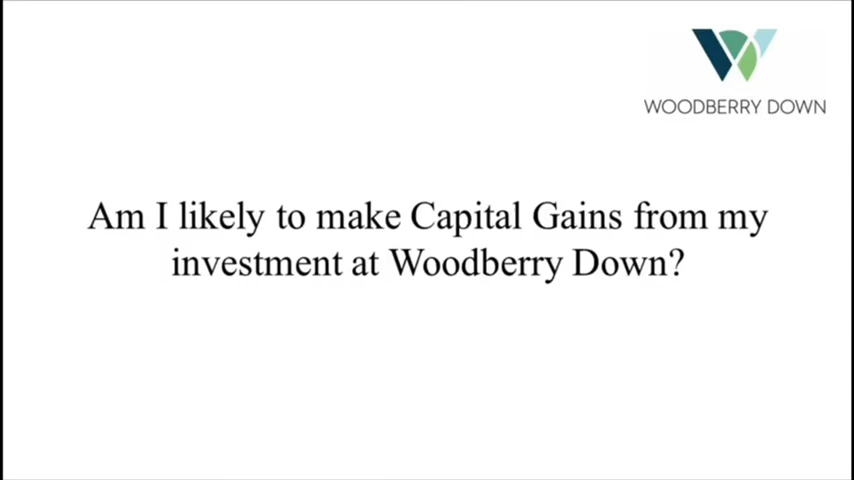 WOODBERRY DOWN
Am I likely to make Capital Gains from my
investment at Woodberry Down?